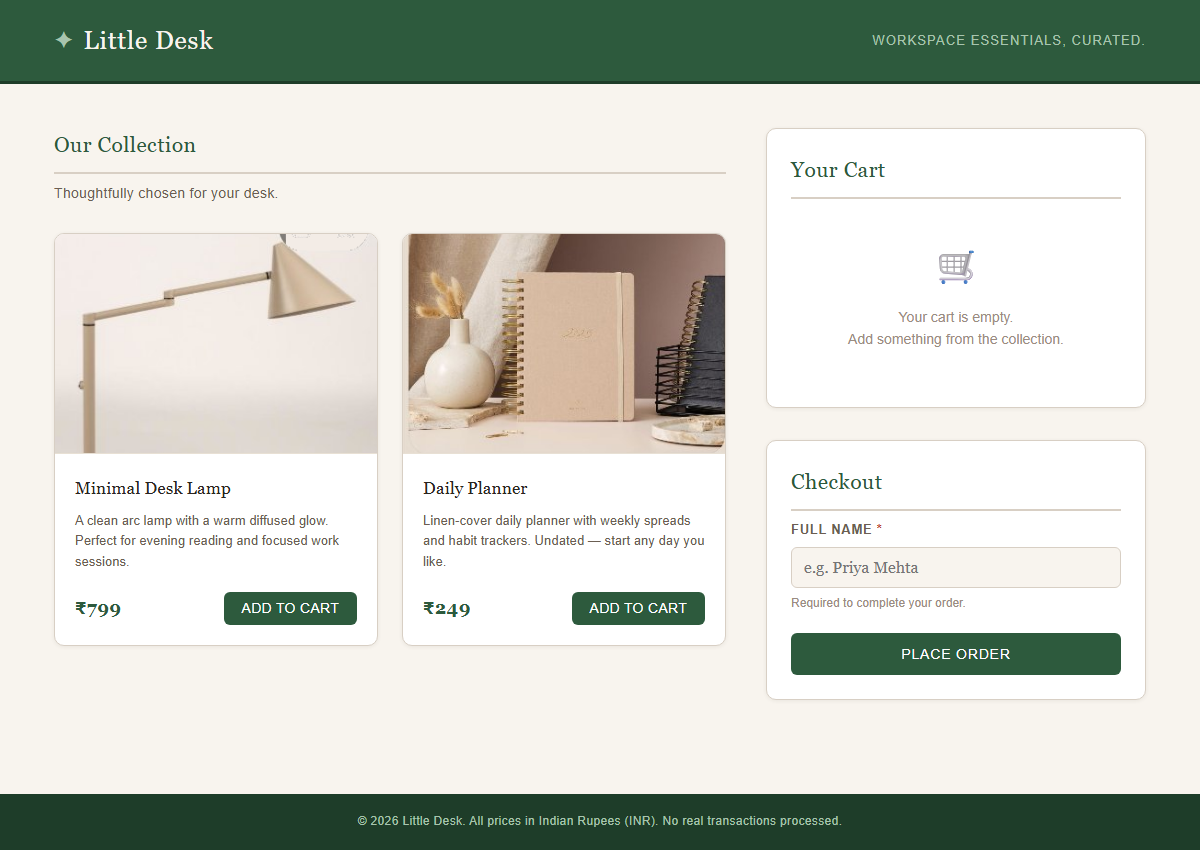 ✦ Little Desk
WORKSPACE ESSENTIALS, CURATED.
Our Collection
Thoughtfully chosen for your desk.
Minimal Desk Lamp
A clean arc lamp with a warm diffused glow.
Perfect for evening reading and focused work
sessions.
₹799
ADD TO CART
Daily Planner
Linen-cover daily planner with weekly spreads
and habit trackers. Undated — start any day you
like.
₹249
ADD TO CART
Your Cart
Your cart is empty.
Add something from the collection.
Checkout
FULL NAME *
e.g. Priya Mehta
Required to complete your order.
PLACE ORDER
© 2026 Little Desk. All prices in Indian Rupees (INR). No real transactions processed.